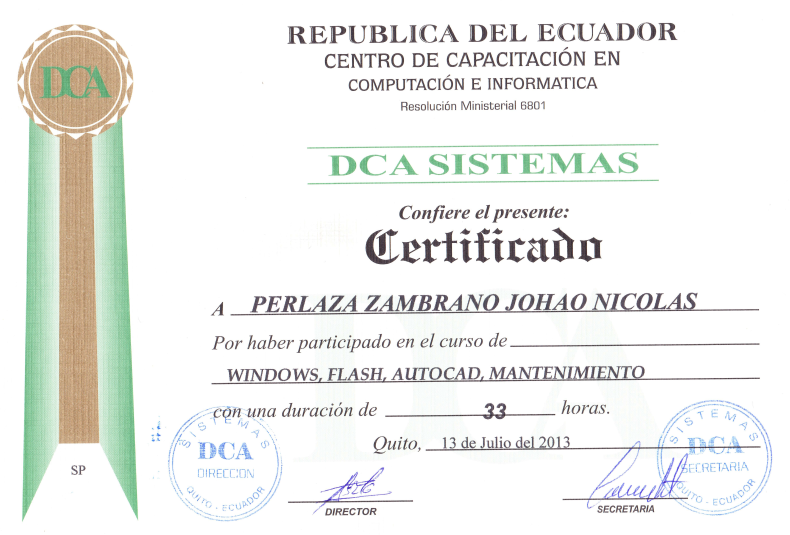 DCA
REPUBLICA DEL ECUADOR
CENTRO DE CAPACITACIÓN EN
COMPUTACIÓN E INFORMATICA
Resolución Ministerial 6801
DCA SISTEMAS
Confiere el presente:
Certificado
A PERLAZA ZAMBRANO JOHAO NICOLAS
Por haber participado en el curso de
WINDOWS, FLASH, AUTOCAD, MANTENIMIENTO
con una duración de 33 horas.
Quito, 13 de Julio del 2013
SP
SISTEMAS
DCA
DIRECCION
QUITO - ECUADOR
SISTEMAS
DCA
SECRETARIA
QUITO - ECUADOR
DIRECTOR
SECRETARIA